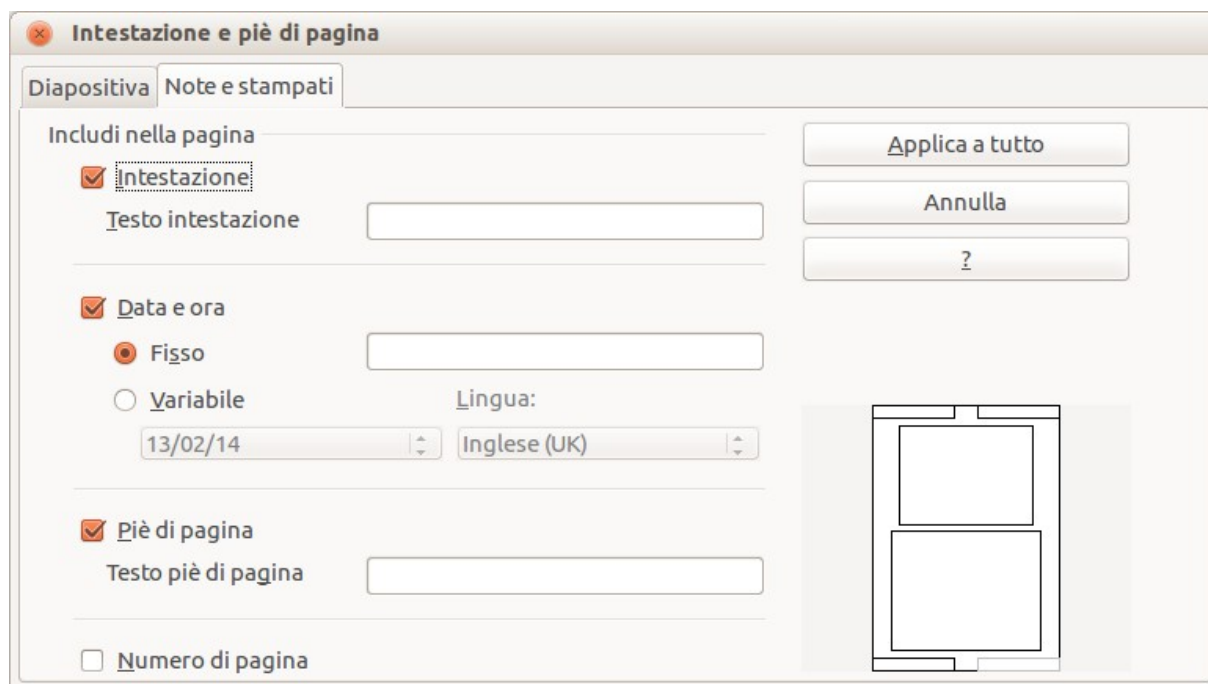 Intestazione e piè di pagina
Diapositiva Note e stampati
Includi nella pagina
Intestazione
Testo intestazione
Data e ora
Fisso
Variabile Lingua:
13/02/14 Inglese (UK)
Piè di pagina
Testo piè di pagina
Numero di pagina
Applica a tutto
Annulla
?